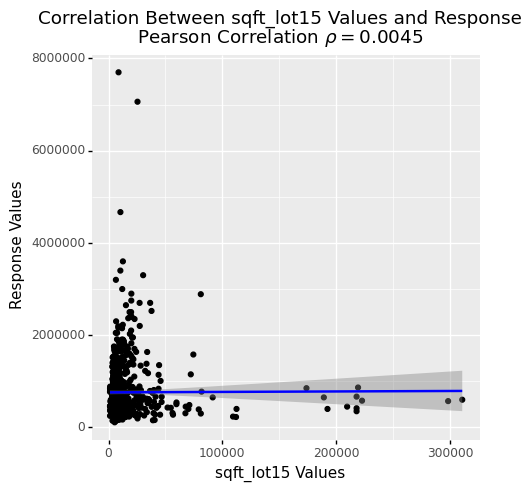 Correlation Between sqft_lot15 Values and Response
Pearson Correlation ρ = 0.0045
8000000
6000000
4000000
2000000
0
Response Values
0 100000 200000 300000
sqft_lot15 Values